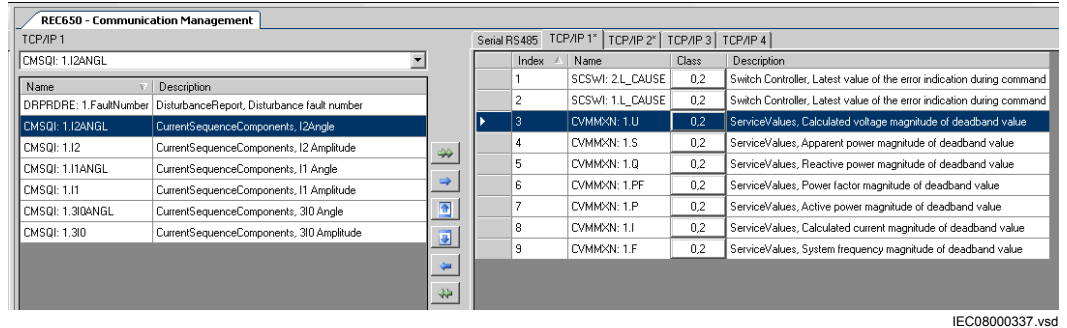 REC650 - Communication Management
TCP/IP 1
CMSQI: 1.I2ANGL
Name Description
DRPRDRE: 1.FaultNumber DisturbanceReport, Disturbance fault number
CMSQI: 1.I2ANGL CurrentSequenceComponents, I2Angle
CMSQI: 1.I2 CurrentSequenceComponents, I2 Amplitude
CMSQI: 1.I1ANGL CurrentSequenceComponents, I1 Angle
CMSQI: 1.I1 CurrentSequenceComponents, I1 Amplitude
CMSQI: 1.3I0ANGL CurrentSequenceComponents, 3I0 Angle
CMSQI: 1.3I0 CurrentSequenceComponents, 3I0 Amplitude
Serial RS485 TCP/IP 1* TCP/IP 2* TCP/IP 3 TCP/IP 4
Index Name Class Description
1 SCSWI: 2.L_CAUSE 0,2 Switch Controller, Latest value of the error indication during command
2 SCSWI: 1.L_CAUSE 0,2 Switch Controller, Latest value of the error indication during command
3 CVMMXN: 1.U 0,2 ServiceValues, Calculated voltage magnitude of deadband value
4 CVMMXN: 1.S 0,2 ServiceValues, Apparent power magnitude of deadband value
5 CVMMXN: 1.Q 0,2 ServiceValues, Reactive power magnitude of deadband value
6 CVMMXN: 1.PF 0,2 ServiceValues, Power factor magnitude of deadband value
7 CVMMXN: 1.P 0,2 ServiceValues, Active power magnitude of deadband value
8 CVMMXN: 1.I 0,2 ServiceValues, Calculated current magnitude of deadband value
9 CVMMXN: 1.F 0,2 ServiceValues, System frequency magnitude of deadband value
IEC08000337.vsd